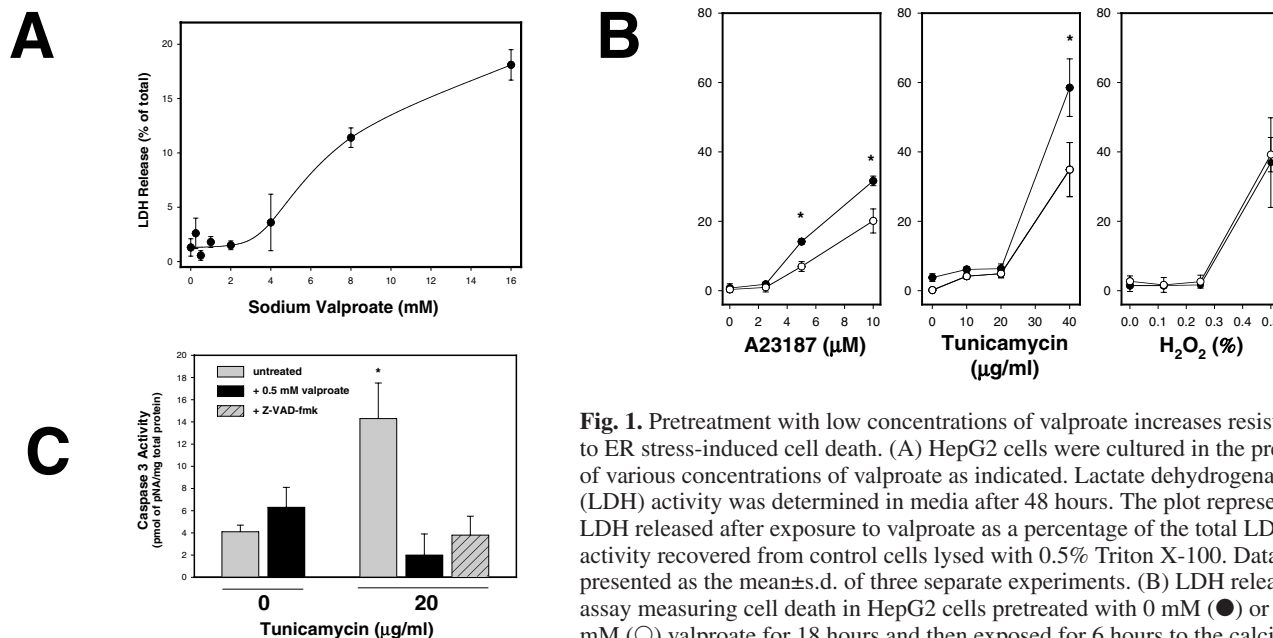 A
LDH Release (% of total)
20
15
10
5
0
0 2 4 6 8 10 12 14 16
Sodium Valproate (mM)
B
80
60
40
20
0
*
*
0 2 4 6 8 10
A23187 (μM)
80
60
40
20
0
*
0 10 20 30 40
Tunicamycin
(μg/ml)
80
60
40
20
0
0.0 0.1 0.2 0.3 0.4
H2O2 (%)
C
Caspase 3 Activity
(pmol of pNA/mg total protein)
20
18
16
14
12
10
8
6
4
2
0
untreated
+ 0.5 mM valproate
+ Z-VAD-fmk
*
0 20
Tunicamycin (μg/ml)
Fig. 1. Pretreatment with low concentrations of valproate increases
to ER stress-induced cell death. (A) HepG2 cells were cultured in the
of various concentrations of valproate as indicated. Lactate
(LDH) activity was determined in media after 48 hours. The plot
LDH released after exposure to valproate as a percentage of the total
activity recovered from control cells lysed with 0.5% Triton X-100. Data
presented as the mean±s.d. of three separate experiments. (B) LDH
assay measuring cell death in HepG2 cells pretreated with 0 mM (●) or
mM (○) valproate for 18 hours and then exposed for 6 hours to the